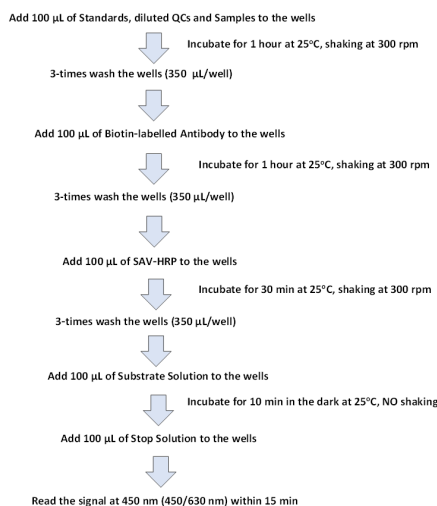 Add 100 µL of Standards, diluted QCs and Samples to the wells
Incubate for 1 hour at 25°C, shaking at 300 rpm
3-times wash the wells (350 µL/well)
Add 100 µL of Biotin-labelled Antibody to the wells
Incubate for 1 hour at 25°C, shaking at 300 rpm
3-times wash the wells (350 µL/well)
Add 100 µL of SAV-HRP to the wells
Incubate for 30 min at 25°C, shaking at 300 rpm
3-times wash the wells (350 µL/well)
Add 100 µL of Substrate Solution to the wells
Incubate for 10 min in the dark at 25°C, NO shaking
Add 100 µL of Stop Solution to the wells
Read the signal at 450 nm (450/630 nm) within 15 min